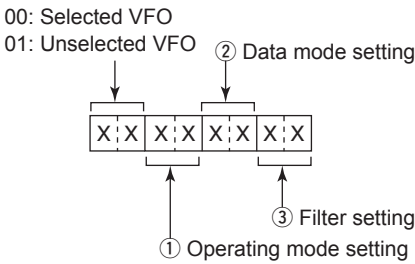 00: Selected VFO
01: Unselected VFO
② Data mode setting
X X X X X X X X
③ Filter setting
① Operating mode setting